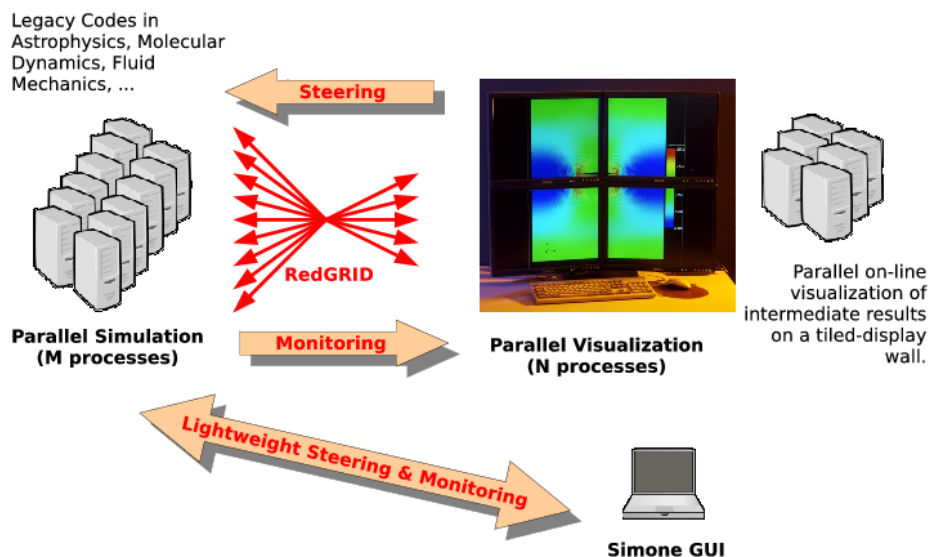 Legacy Codes in
Astrophysics, Molecular
Dynamics, Fluid
Mechanics, ...
Steering
RedGRID
Parallel on-line
visualization of
intermediate results
on a tiled-display
wall.
Parallel Simulation
(M processes)
Monitoring
Parallel Visualization
(N processes)
Lightweight Steering & Monitoring
Simone GUI